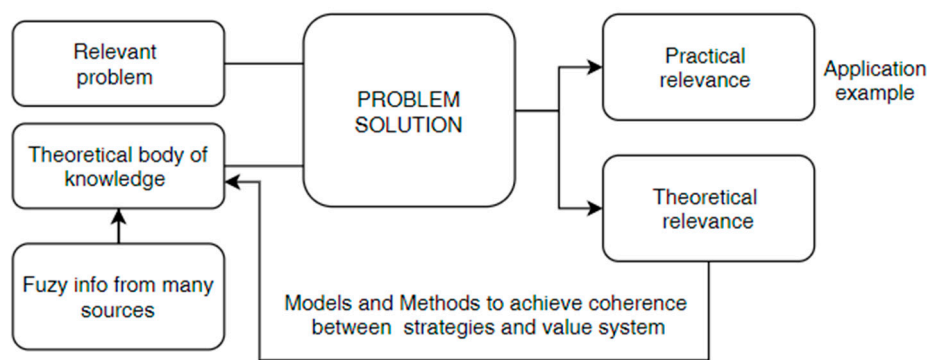 Relevant
problem
PROBLEM
SOLUTION
Practical
relevance
Application
example
Theoretical body of
knowledge
Theoretical
relevance
Fuzy info from many
sources
Models and Methods to achieve coherence
between strategies and value system